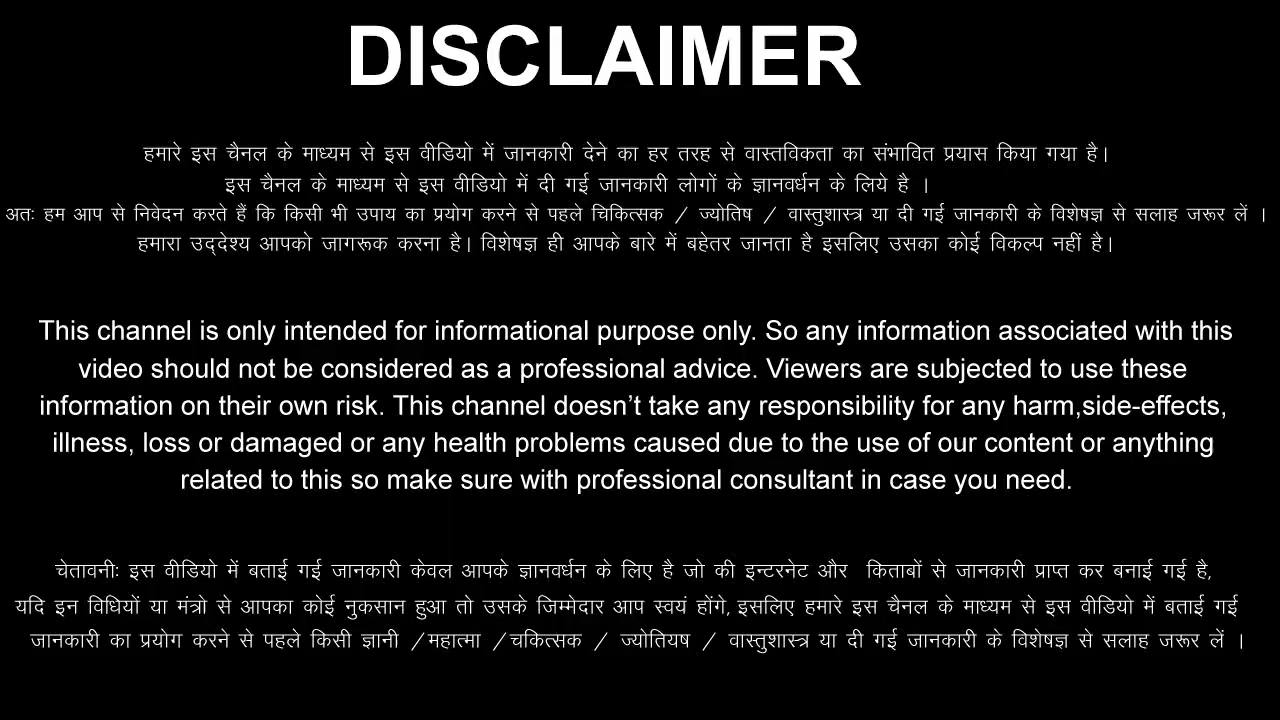 DISCLAIMER
हमारे इस चैनल के माध्यम से इस वीडियो में जानकारी देने का हर तरह से वास्तविकता का संभावित प्रयास किया गया है।
इस चैनल के माध्यम से इस वीडियो में दी गई जानकारी लोगों के ज्ञानवर्धन के लिये है ।
अतः हम आप से निवेदन करते हैं कि किसी भी उपाय का प्रयोग करने से पहले चिकित्सक / ज्योतिष / वास्तुशास्त्र या दी गई जानकारी के विशेषज्ञ से सलाह जरूर लें ।
हमारा उद्देश्य आपको जागरूक करना है। विशेषज्ञ ही आपके बारे में बहेतर जानता है इसलिए उसका कोई विकल्प नहीं है।
This channel is only intended for informational purpose only. So any information associated with this
video should not be considered as a professional advice. Viewers are subjected to use these
information on their own risk. This channel doesn’t take any responsibility for any harm,side-effects,
illness, loss or damaged or any health problems caused due to the use of our content or anything
related to this so make sure with professional consultant in case you need.
चेतावनीः इस वीडियो में बताई गई जानकारी केवल आपके ज्ञानवर्धन के लिए है जो की इन्टरनेट और किताबों से जानकारी प्राप्त कर बनाई गई है,
यदि इन विधियों या मंत्रो से आपका कोई नुकसान हुआ तो उसके जिम्मेदार आप स्वयं होंगे, इसलिए हमारे इस चैनल के माध्यम से इस वीडियो में बताई गई
जानकारी का प्रयोग करने से पहले किसी ज्ञानी /महात्मा /चकित्सक / ज्योतियष / वास्तुशास्त्र या दी गई जानकारी के विशेषज्ञ से सलाह जरूर लें ।